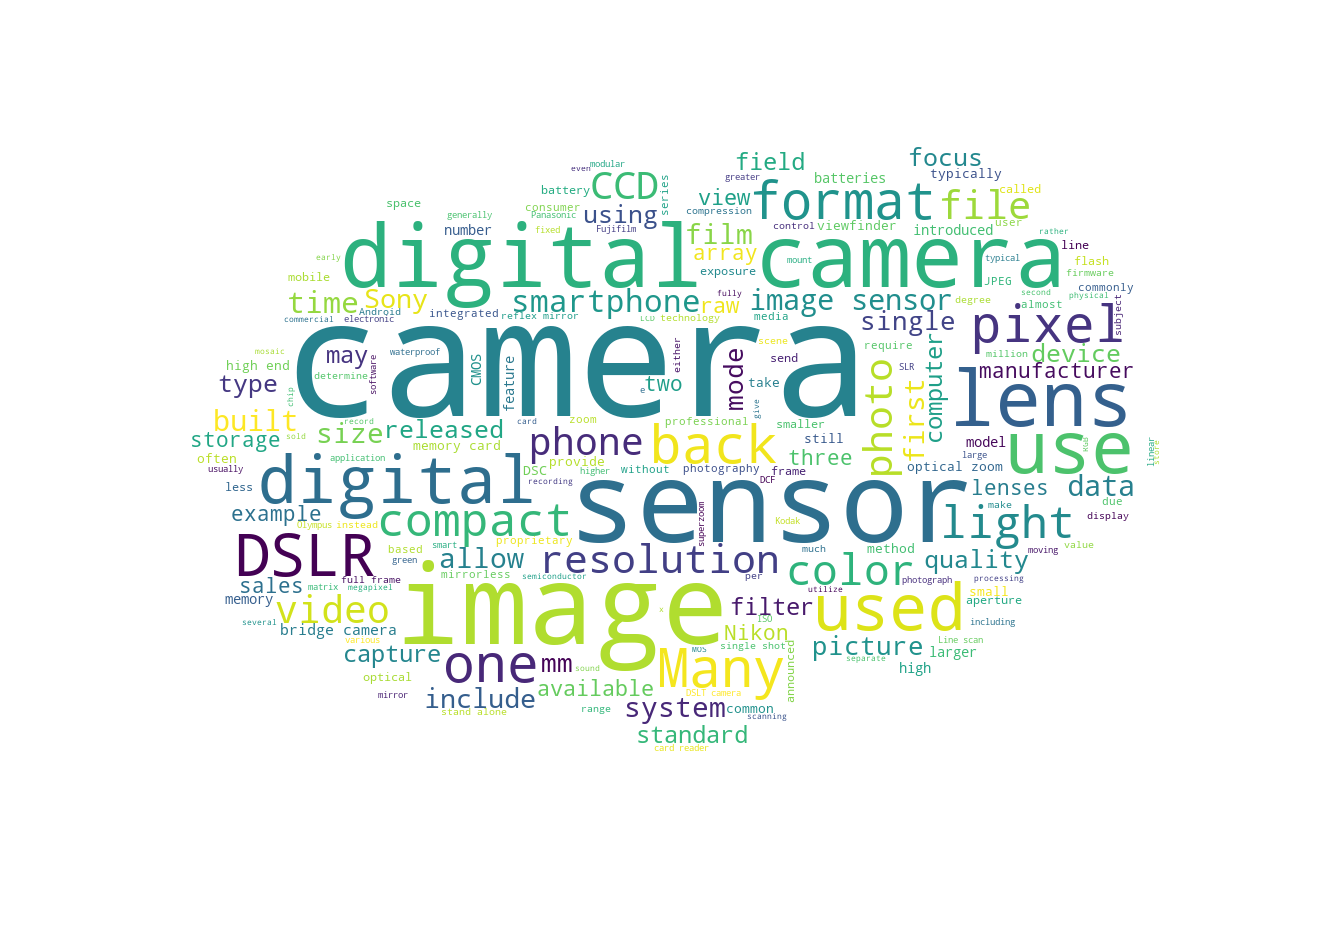 focus
field
even
modular
typically
greater
batteries
called
battery
CCD
series
view
format
file
space
consumer
compression
user
generally
Panasonic
using
control
viewfinder
introduced
rather
number
fixed
Fujifilm
film
digital
camera
array
line
early
mount
typical
flash
mobile
exposure
firmware
JPEG
commonly
time
Sony
fully
second
physical
smartphone
raw
image sensor
degree
almost
subject
Android
integrated
reflex mirror
LCD technology
media
single
pixel
commercial
electronic
camera
scene
require
million
device
mosaic
may
waterproof
either
send
high end
software
CMOS
feature
mode
photo
SLR
computer
manufacturer
type
determine
e
two
take
first
lens
chip
give
built
size
released
record
card
zoom
professional
smaller
use
storage
sold
memory card
phone
back
still
model
RGB
linear
store
often
application
provide
three
large
usually
DSC
higher
without
photography
frame
optical zoom
less
digital
recording
sensor
DCF
lenses
data
example
compact
superzoom
make
due
Olympus
instead
Kodak
light
display
DSLR
proprietary
based
smart
allow
resolution
much
method
moving
value
green
color
quality
full frame
mirrorless
semiconductor
per
photograph
processing
sales
matrix
megapixel
utilize
small
memory
video
image
x
filter
used
aperture
several
ISO
including
bridge camera
various
Nikon
Line scan
capture
MOS
single shot
picture
larger
separate
one
mm
sound
Many
announced
high
optical
mirror
include
available
DSLT camera
stand alone
range
system
common
scanning
standard
card reader